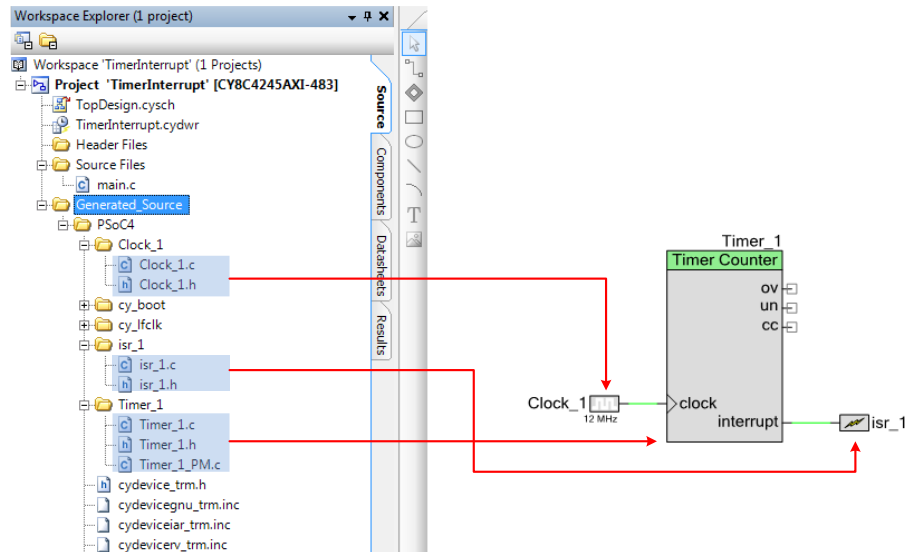 Workspace Explorer (1 project)
Workspace 'TimerInterrupt' (1 Projects)
Project 'TimerInterrupt' [CY8C4245AXI-483]
TopDesign.cysch
TimerInterrupt.cydwr
Header Files
Source Files
main.c
Generated_Source
PSoC4
Clock_1
Clock_1.c
Clock_1.h
cy_boot
cy_lfclk
isr_1
isr_1.c
isr_1.h
Timer_1
Timer_1.c
Timer_1.h
Timer_1_PM.c
cydevice_trm.h
cydevicegnu_trm.inc
cydeviceiar_trm.inc
cydevicerv_trm.inc
Source
Components
Datasheets
Results
T
Timer_1
Timer Counter
ov
un
cc
Clock_1
12 MHz
clock
interrupt
isr_1